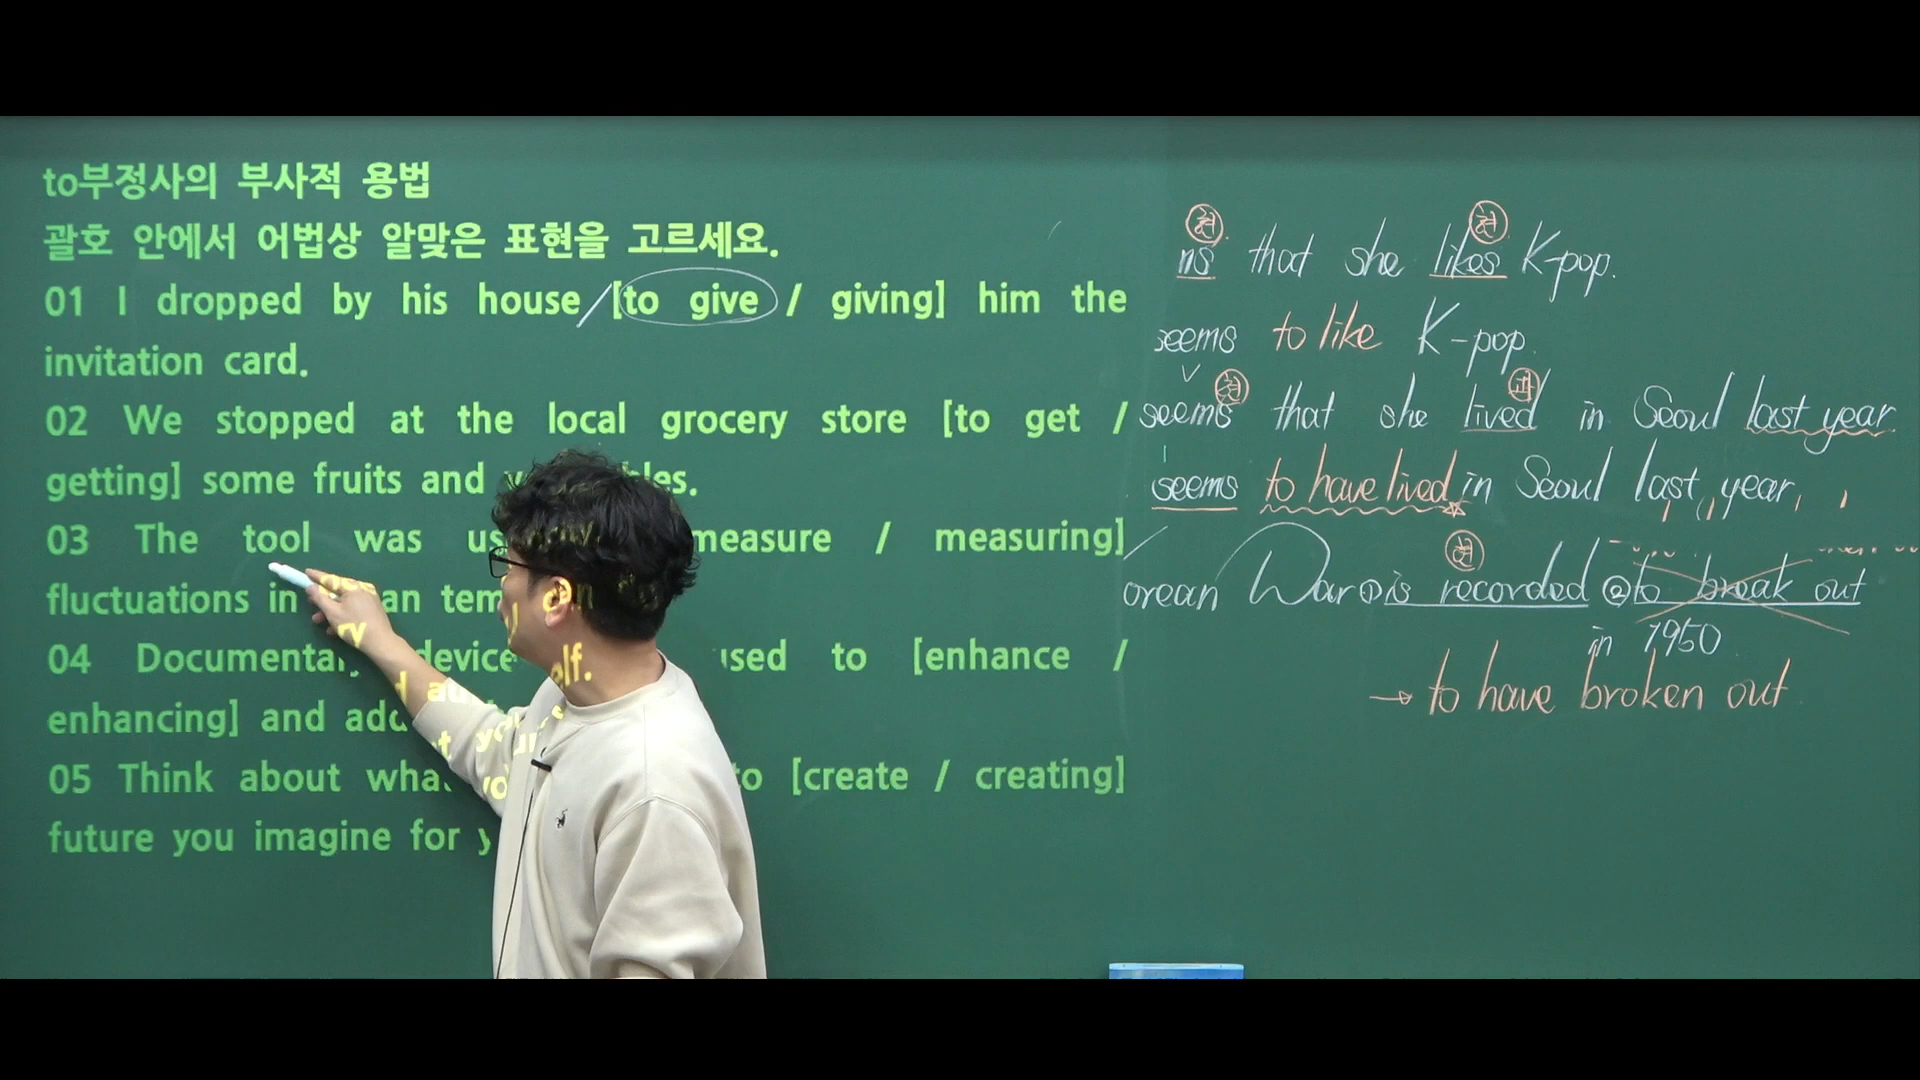 to부정사의 부사적 용법
괄호 안에서 어법상 알맞은 표현을 고르세요.
01 I dropped by his house / [to give / giving] him the
invitation card.
02 We stopped at the local grocery store [to get /
getting] some fruits and
03 The tool was measure / measuring]
fluctuations in
04 to [enhance /
enhancing] and
05 Think about to [create / creating]
future you imagine for
that she likes K-pop.
현 현
seems to like K-pop.
seems that she lived in Seoul last year
현 과
seems to have lived in Seoul last year
orean War ① is recorded ② to break out
현
in 1950
→ to have broken out